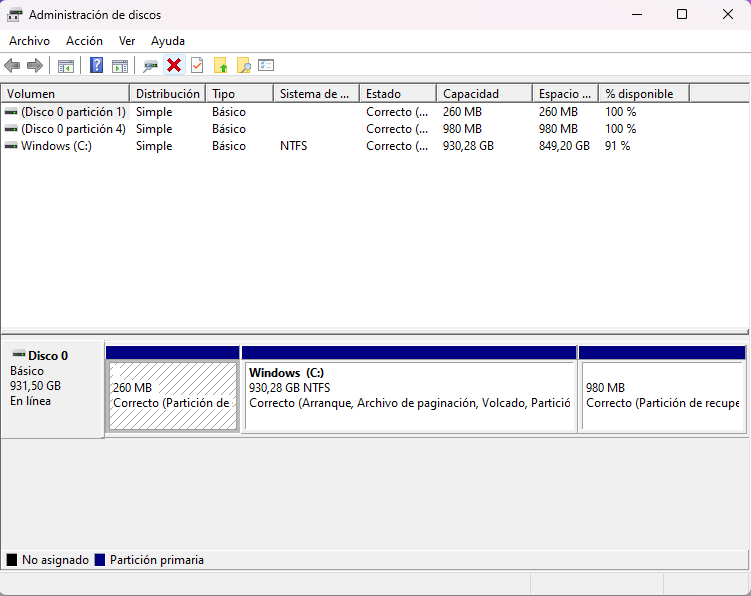 Administración de discos
Archivo Acción Ver Ayuda
Volumen Distribución Tipo Sistema de ... Estado Capacidad Espacio ... % disponible
(Disco 0 partición 1) Simple Básico Correcto (... 260 MB 260 MB 100 %
(Disco 0 partición 4) Simple Básico Correcto (... 980 MB 980 MB 100 %
Windows (C:) Simple Básico NTFS Correcto (... 930,28 GB 849,20 GB 91 %
Disco 0
Básico
931,50 GB
En línea
260 MB
Correcto (Partición de
Windows (C:)
930,28 GB NTFS
Correcto (Arranque, Archivo de paginación, Volcado, Partició
980 MB
Correcto (Partición de recupe
No asignado Partición primaria